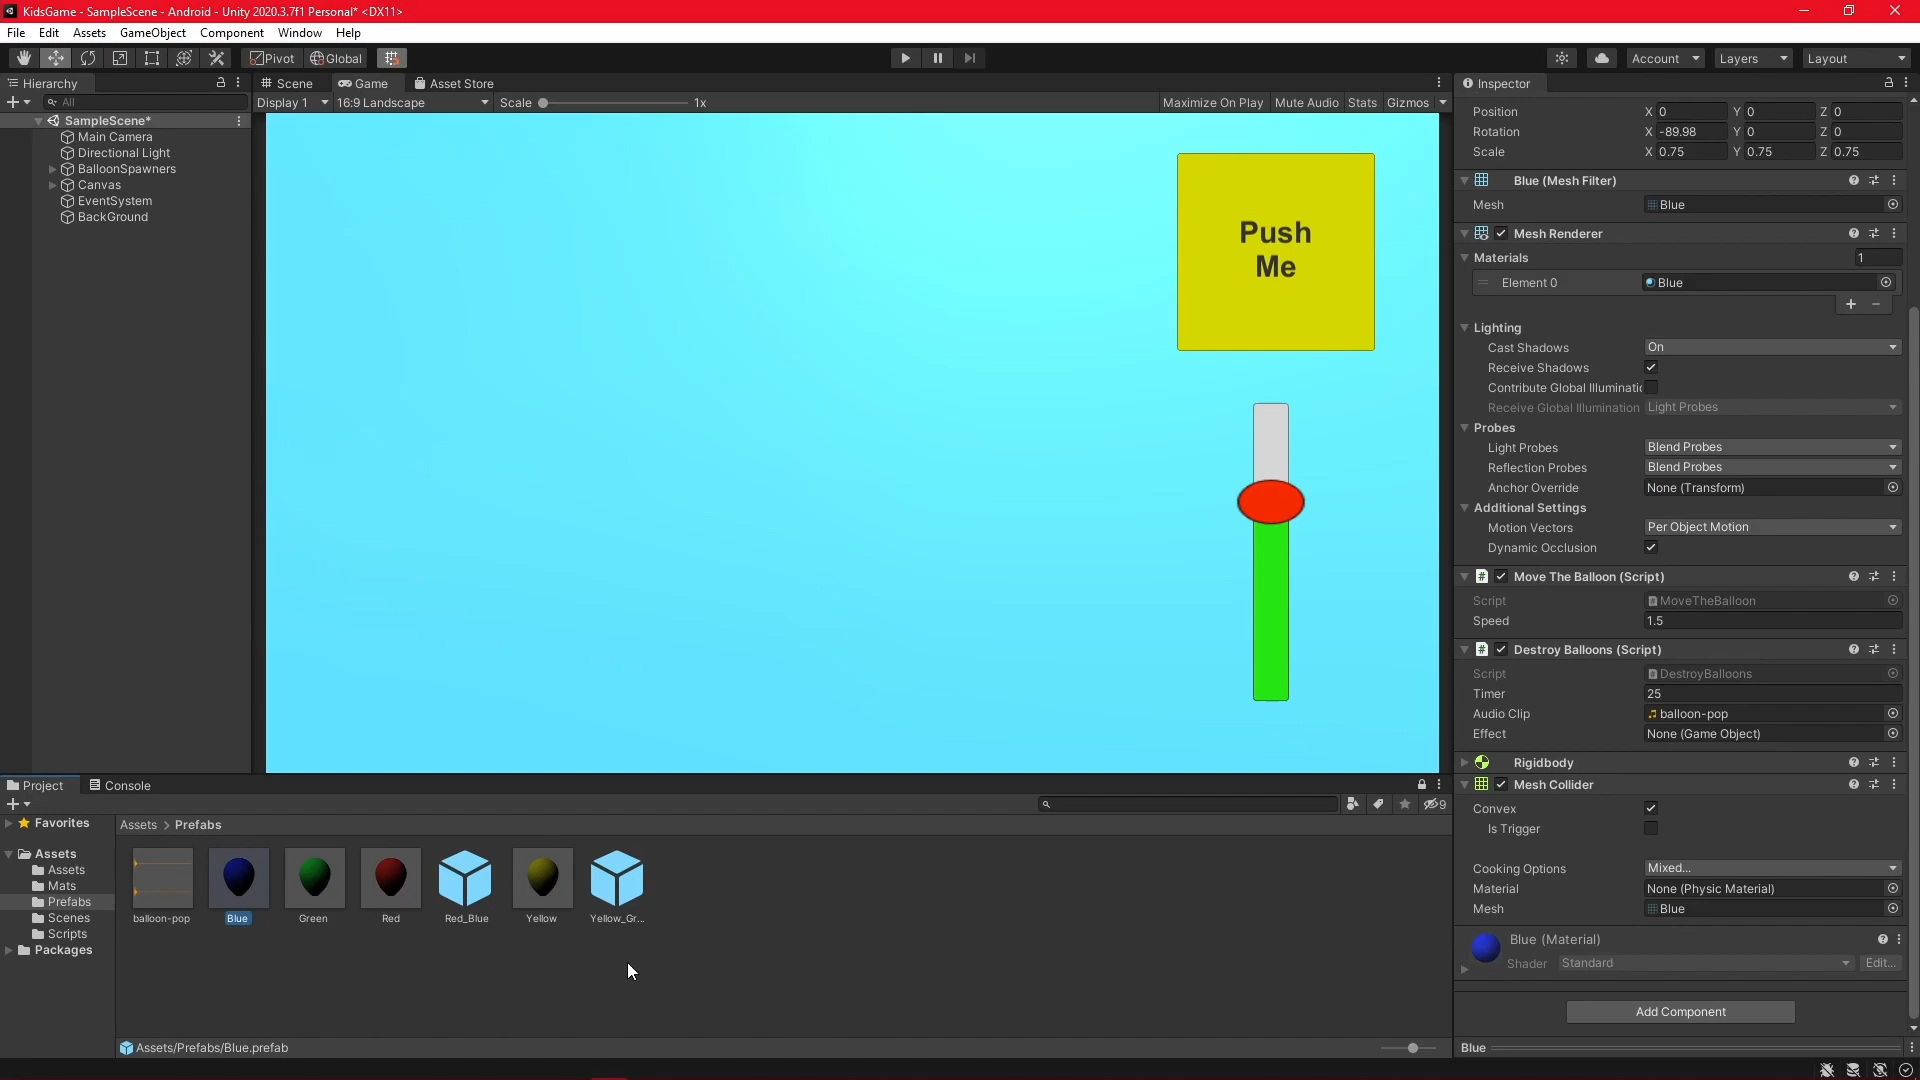 KidsGame - SampleScene - Android - Unity 2020.3.7f1 Personal* <DX11>
File Edit Assets GameObject Component Window Help
Pivot Global Account Layers Layout
Hierarchy
All
SampleScene*
Main Camera
Directional Light
BalloonSpawners
Canvas
EventSystem
BackGround
Scene Game Asset Store
Display 1 16:9 Landscape Scale 1x Maximize On Play Mute Audio Stats Gizmos
Push
Me
Inspector
Position X 0 Y 0 Z 0
Rotation X -89.98 Y 0 Z 0
Scale X 0.75 Y 0.75 Z 0.75
Blue (Mesh Filter)
Mesh Blue
Mesh Renderer
Materials 1
Element 0 Blue
Lighting
Cast Shadows On
Receive Shadows
Contribute Global Illuminatic
Receive Global Illumination Light Probes
Probes
Light Probes Blend Probes
Reflection Probes Blend Probes
Anchor Override None (Transform)
Additional Settings
Motion Vectors Per Object Motion
Dynamic Occlusion
# Move The Balloon (Script)
Script MoveTheBalloon
Speed 1.5
# Destroy Balloons (Script)
Script DestroyBalloons
Timer 25
Audio Clip balloon-pop
Effect None (Game Object)
Rigidbody
Mesh Collider
Convex
Is Trigger
Cooking Options Mixed...
Material None (Physic Material)
Mesh Blue
Blue (Material)
Shader Standard Edit...
Add Component
Blue
Project Console
9
Favorites
Assets
Assets
Mats
Prefabs
Scenes
Scripts
Packages
Assets > Prefabs
balloon-pop Blue Green Red Red_Blue Yellow Yellow_Gr...
Assets/Prefabs/Blue.prefab